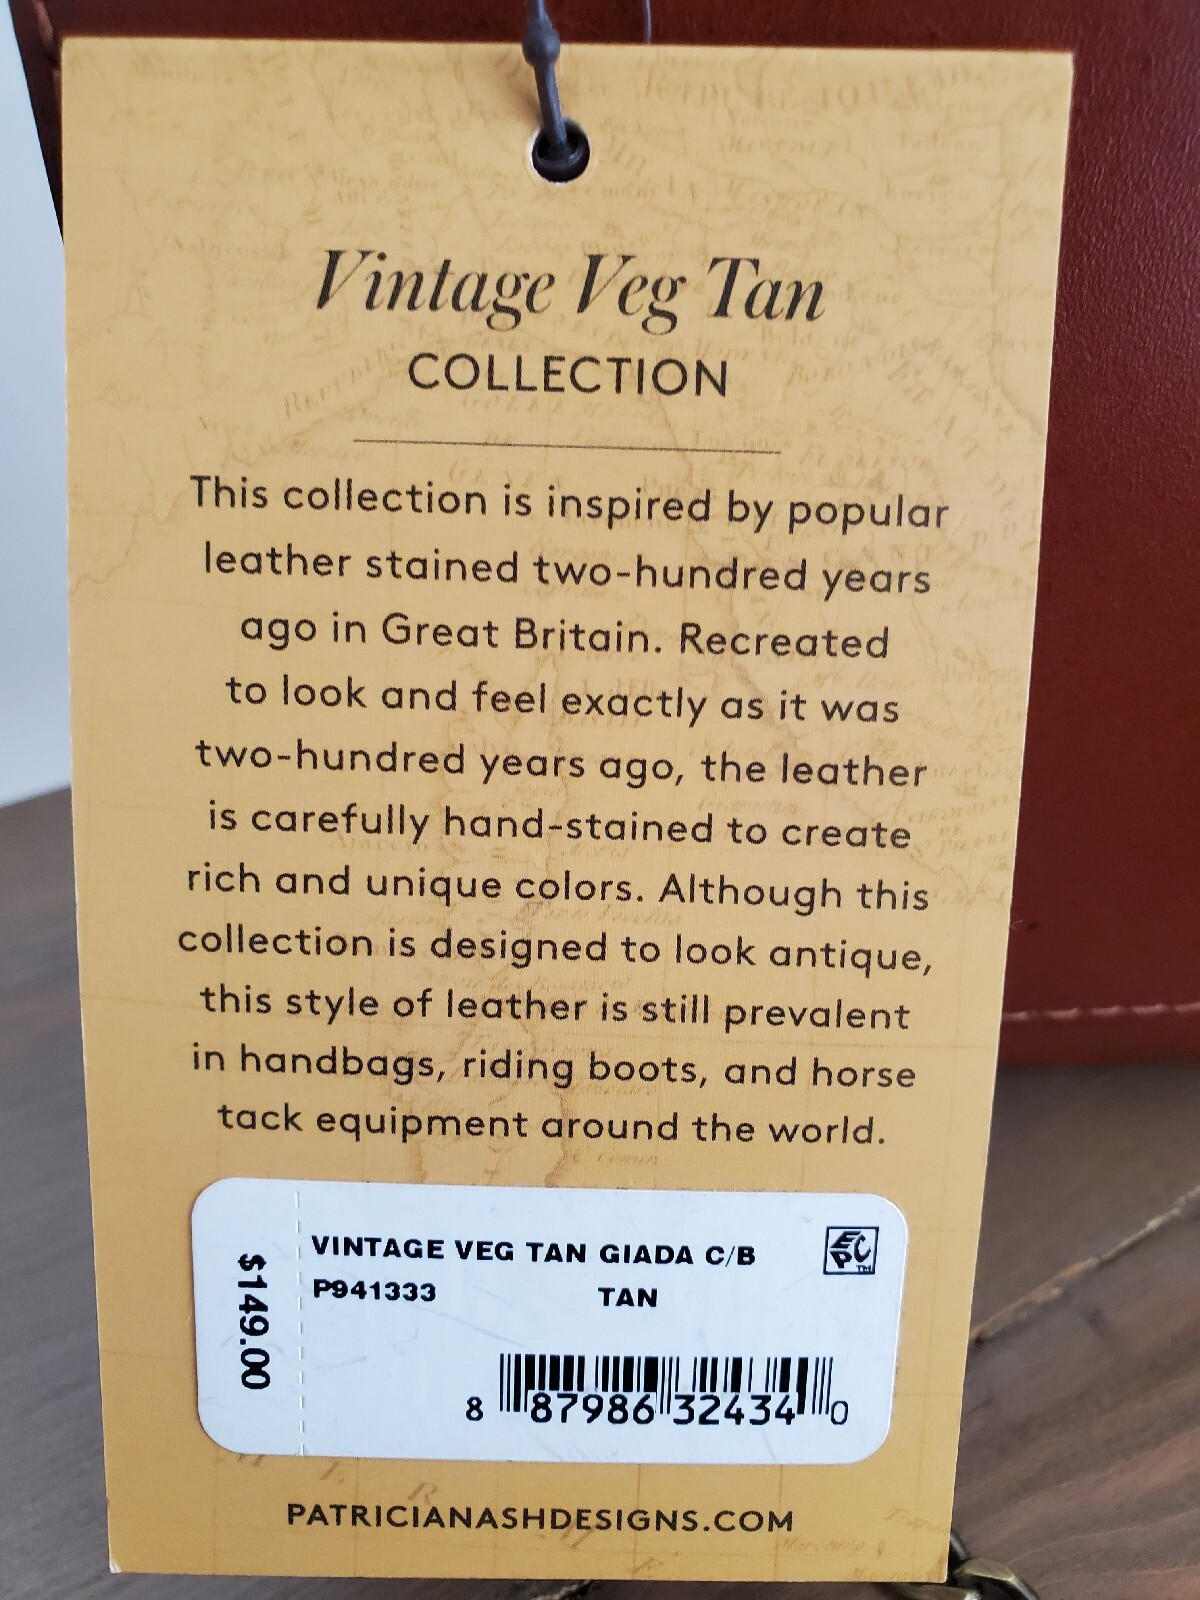 Vintage Veg Tan
COLLECTION
This collection is inspired by popular
leather stained two-hundred years
ago in Great Britain. Recreated
to look and feel exactly as it was
two-hundred years ago, the leather
is carefully hand-stained to create
rich and unique colors. Although this
collection is designed to look antique,
this style of leather is still prevalent
in handbags, riding boots, and horse
tack equipment around the world.
$149.00
VINTAGE VEG TAN GIADA C/B
P941333 TAN
8 87986 32434 0
PATRICIANASHDESIGNS.COM